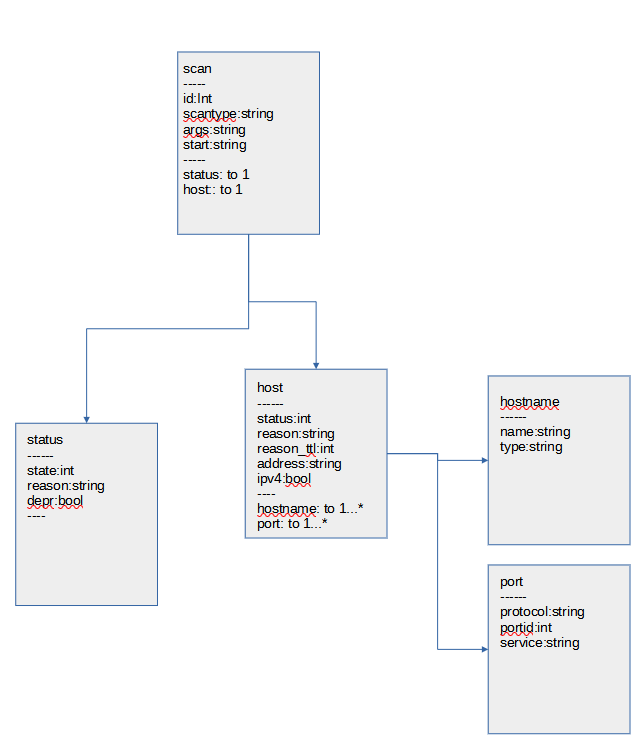 scan
-----
id:Int
scantype:string
args:string
start:string
-----
status: to 1
host:: to 1
status
------
state:int
reason:string
depr:bool
----
host
------
status:int
reason:string
reason_ttl:int
address:string
ipv4:bool
----
hostname: to 1...*
port: to 1...*
hostname
------
name:string
type:string
port
------
protocol:string
portid:int
service:string